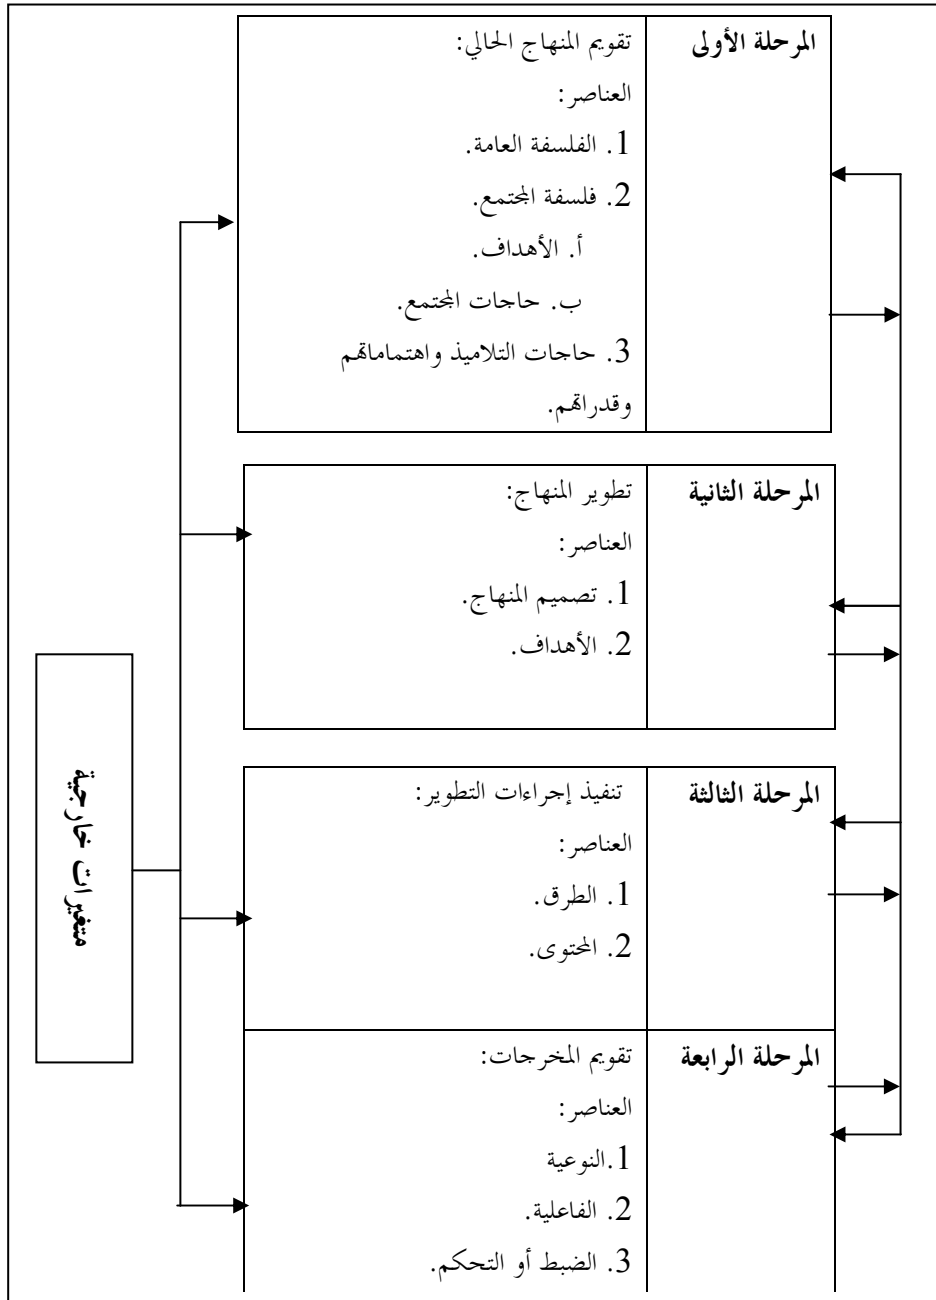 المرحلة الأولى
تقويم المنهاج الحالي:
العناصر:
1. الفلسفة العامة.
2. فلسفة المجتمع.
أ. الأهداف.
ب. حاجات المجتمع.
3. حاجات التلاميذ واهتماماتهم
وقدراتهم.
المرحلة الثانية
تطوير المنهاج:
العناصر:
1. تصميم المنهاج.
2. الأهداف.
المرحلة الثالثة
تنفيذ إجراءات التطوير:
العناصر:
1. الطرق.
2. المحتوى.
المرحلة الرابعة
تقويم المخرجات:
العناصر:
1.النوعية
2. الفاعلية.
3. الضبط أو التحكم.
متغيرات خارجية